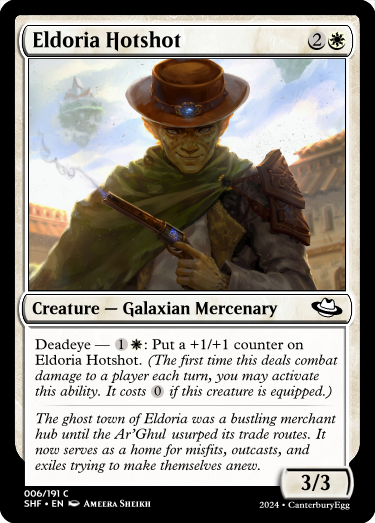 Eldoria Hotshot 2
Creature — Galaxian Mercenary
Deadeye — 1 : Put a +1/+1 counter on
Eldoria Hotshot. (The first time this deals combat
damage to a player each turn, you may activate
this ability. It costs 0 if this creature is equipped.)
The ghost town of Eldoria was a bustling merchant
hub until the Ar'Ghul usurped its trade routes. It
now serves as a home for misfits, outcasts, and
exiles trying to make themselves anew.
3/3
006/191 C
SHF • EN Ameera Sheikh
2024 • CanterburyEgg